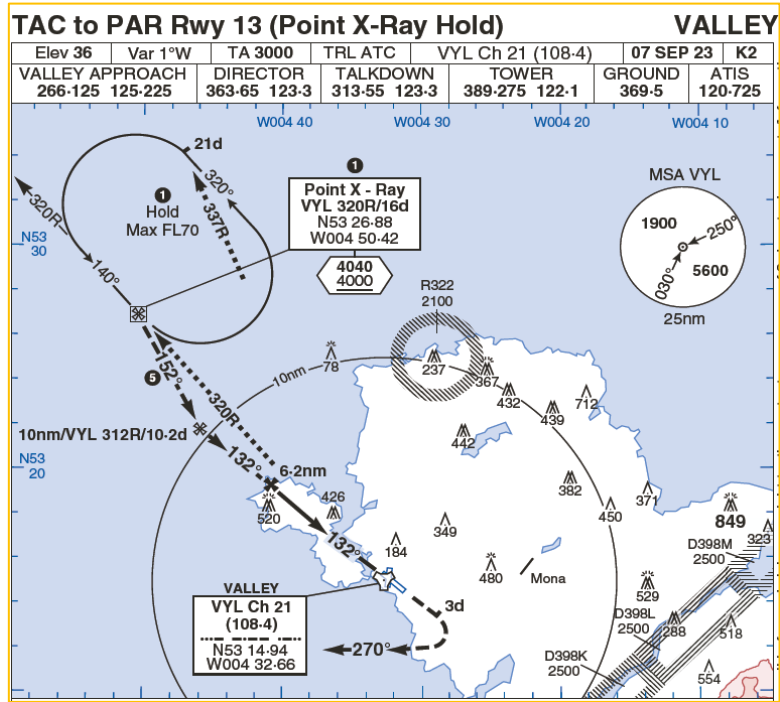 TAC to PAR Rwy 13 (Point X-Ray Hold) VALLEY
Elev 36 Var 1°W TA 3000 TRL ATC VYL Ch 21 (108·4) 07 SEP 23 K2
VALLEY APPROACH DIRECTOR TALKDOWN TOWER GROUND ATIS
266·125 125·225 363·65 123·3 313·55 123·3 389·275 122·1 369·5 120·725
W004 40 W004 30 W004 20 W004 10
21d
320R
320°
337R
1
Hold
Max FL70
140°
N53
30
1
Point X - Ray
VYL 320R/16d
N53 26·88
W004 50·42
4040
4000
MSA VYL
1900
250°
5600
030°
25nm
R322
2100
237
78
10nm
367
432
439
712
442
382
450
371
849
323
152°
5
320R
10nm/VYL 312R/10·2d
132°
6·2nm
N53
20
520
426
132°
184
349
480
Mona
529
D398M
2500
D398L
2500
288
518
D398K
2500
554
VALLEY
VYL Ch 21
(108·4)
N53 14·94
W004 32·66
3d
270°